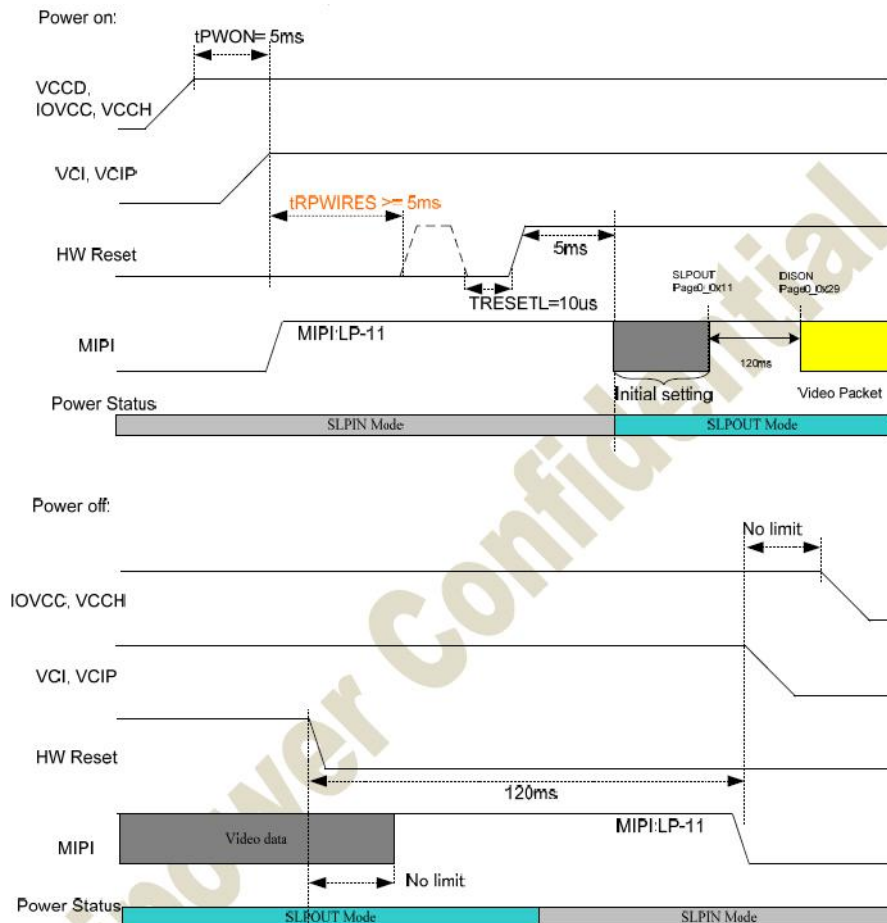 Power on:
tPWON= 5ms
VCCD,
IOVCC, VCCH
VCI, VCIP
tRPWIRES >= 5ms
HW Reset
5ms
TRESETL=10us
SLPOUT
Page0_0x11
DISON
Page0_0x29
MIPI
MIPI:LP-11
120ms
Initial setting
Video Packet
Power Status
SLPIN Mode
SLPOUT Mode
Power off:
No limit
IOVCC, VCCH
VCI, VCIP
HW Reset
120ms
MIPI
Video data
MIPI:LP-11
No limit
Power Status
SLPOUT Mode
SLPIN Mode
power Confidential